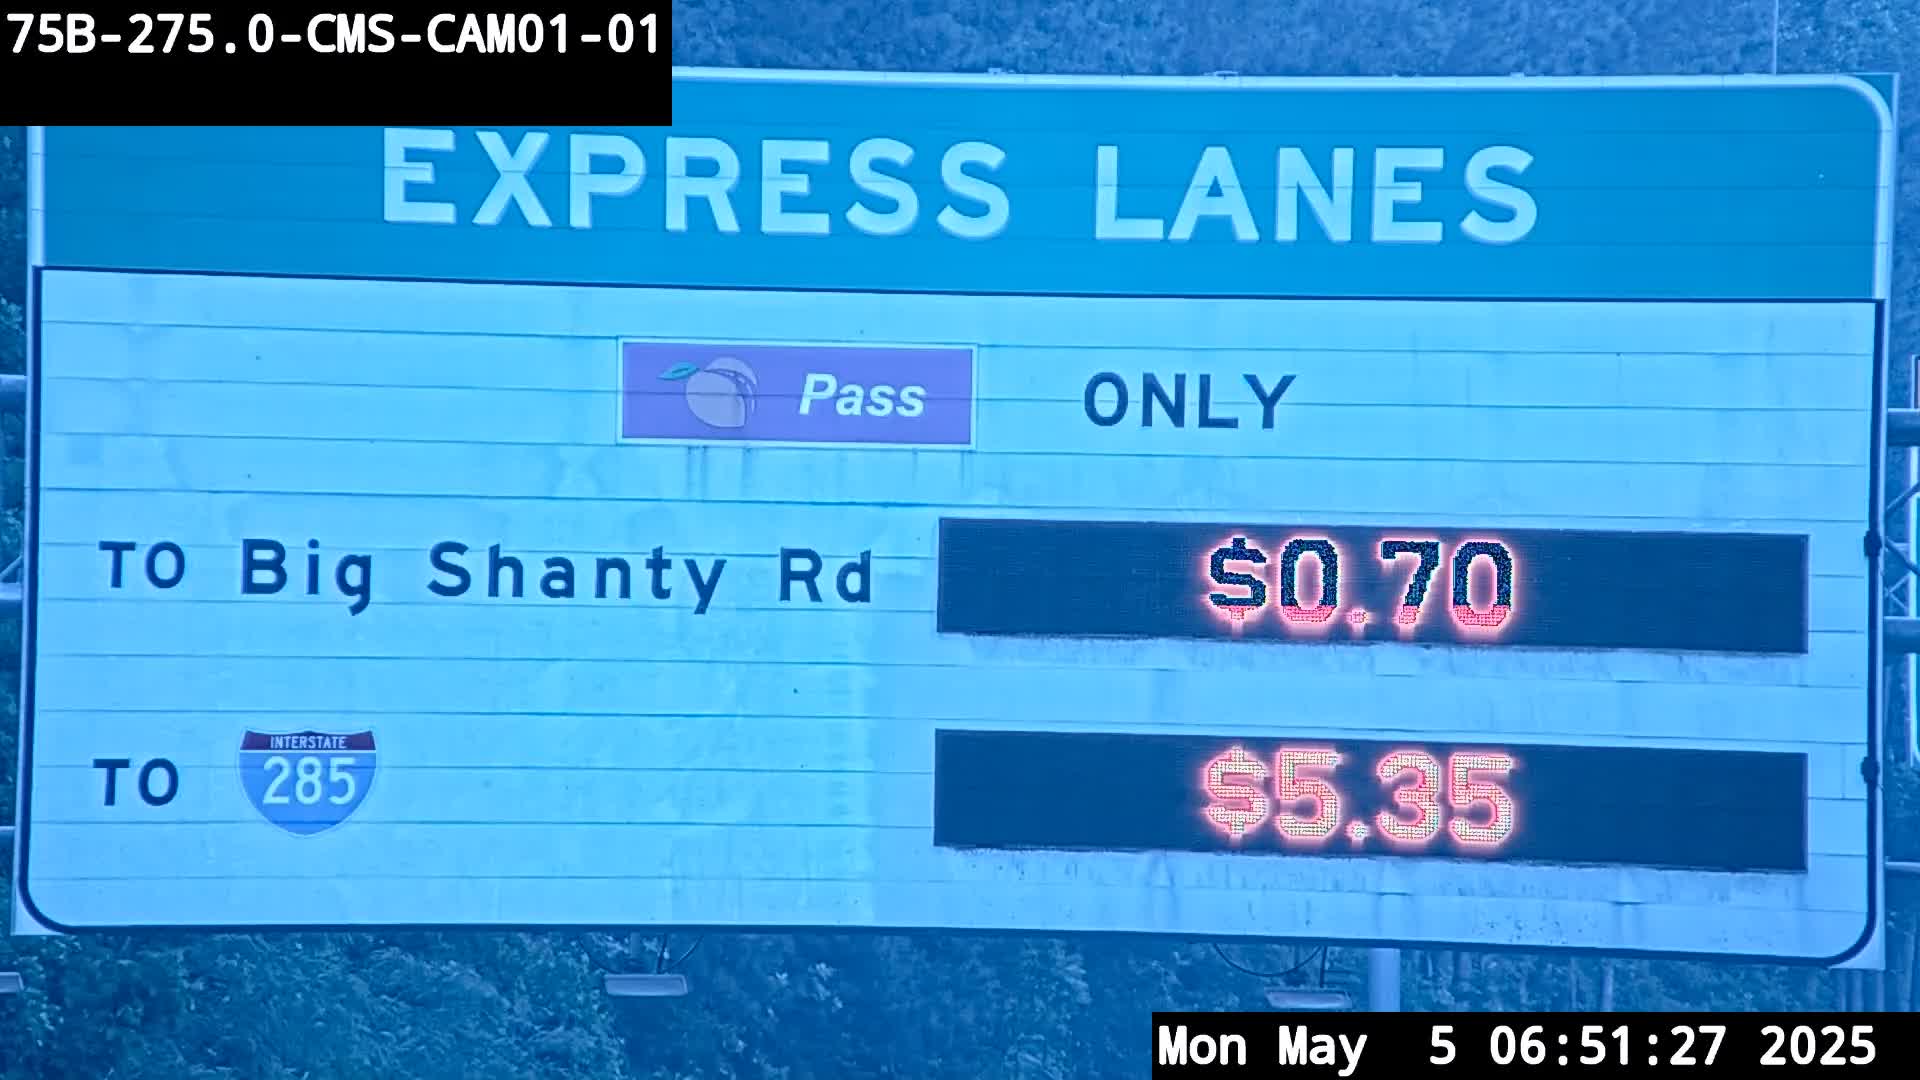 75B-275.0-CMS-CAM01-01
EXPRESS LANES
Pass ONLY
TO Big Shanty Rd $0.70
TO INTERSTATE 285 $5.35
Mon May 5 06:51:27 2025